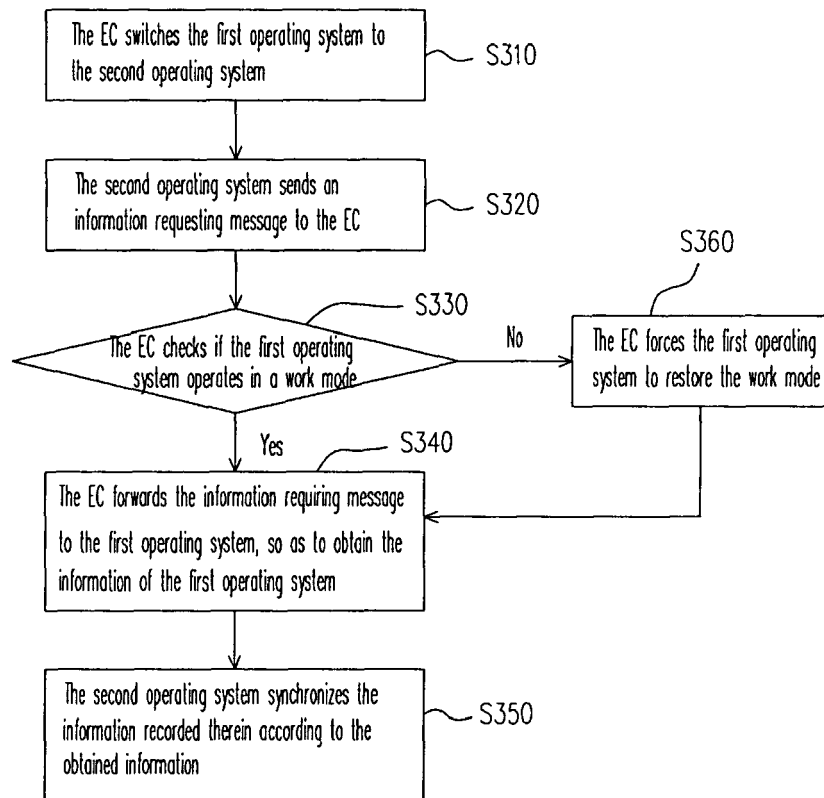 The EC switches the first operating system to
the second operating system
S310
The second operating system sends an
information requesting message to the EC
S320
S330
The EC checks if the first operating
system operates in a work mode
No
S360
The EC forces the first operating
system to restore the work mode
Yes
S340
The EC forwards the information requiring message
to the first operating system, so as to obtain the
information of the first operating system
The second operating system synchronizes the
information recorded therein according to the
obtained information
S350